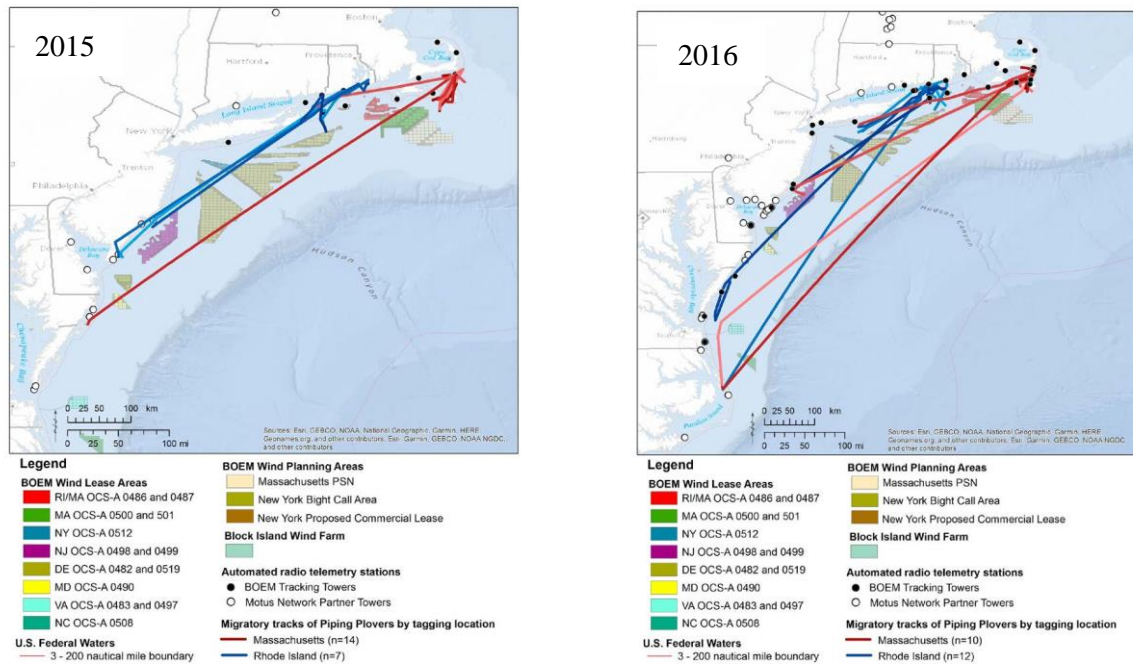 2015
Boston
Cape
Cod Bay
Providence
Hartford
Long Island Sound
New York
Trenton
Philadelphia
Dover
Delaware
Bay
Hudson
Canyon
Chesapeake Bay
0 25 50 100 km
0 25 50 100 mi
Sources: Esri, GEBCO, NOAA, National Geographic, Garmin, HERE,
Geonames.org, and other contributors, Esri, Garmin, GEBCO, NOAA NGDC,
and other contributors
Legend
BOEM Wind Lease Areas
RI/MA OCS-A 0486 and 0487
MA OCS-A 0500 and 501
NY OCS-A 0512
NJ OCS-A 0498 and 0499
DE OCS-A 0482 and 0519
MD OCS-A 0490
VA OCS-A 0483 and 0497
NC OCS-A 0508
U.S. Federal Waters
3 - 200 nautical mile boundary
BOEM Wind Planning Areas
Massachusetts PSN
New York Bight Call Area
New York Proposed Commercial Lease
Block Island Wind Farm
Automated radio telemetry stations
BOEM Tracking Towers
Motus Network Partner Towers
Migratory tracks of Piping Plovers by tagging location
Massachusetts (n=14)
Rhode Island (n=7)
2016
Boston
Cape
Cod Bay
Providence
Hartford
Long Island Sound
New York
Trenton
Philadelphia
Delaware
Bay
Hudson
Canyon
Chesapeake Bay
Pamlico Sound
0 25 50 100 km
0 25 50 100 mi
Sources: Esri, GEBCO, NOAA, National Geographic, Garmin, HERE,
Geonames.org, and other contributors, Esri, Garmin, GEBCO, NOAA NGDC,
and other contributors
Legend
BOEM Wind Lease Areas
RI/MA OCS-A 0486 and 0487
MA OCS-A 0500 and 501
NY OCS-A 0512
NJ OCS-A 0498 and 0499
DE OCS-A 0482 and 0519
MD OCS-A 0490
VA OCS-A 0483 and 0497
NC OCS-A 0508
U.S. Federal Waters
3 - 200 nautical mile boundary
BOEM Wind Planning Areas
Massachusetts PSN
New York Bight Call Area
New York Proposed Commercial Lease
Block Island Wind Farm
Automated radio telemetry stations
BOEM Tracking Towers
Motus Network Partner Towers
Migratory tracks of Piping Plovers by tagging location
Massachusetts (n=10)
Rhode Island (n=12)